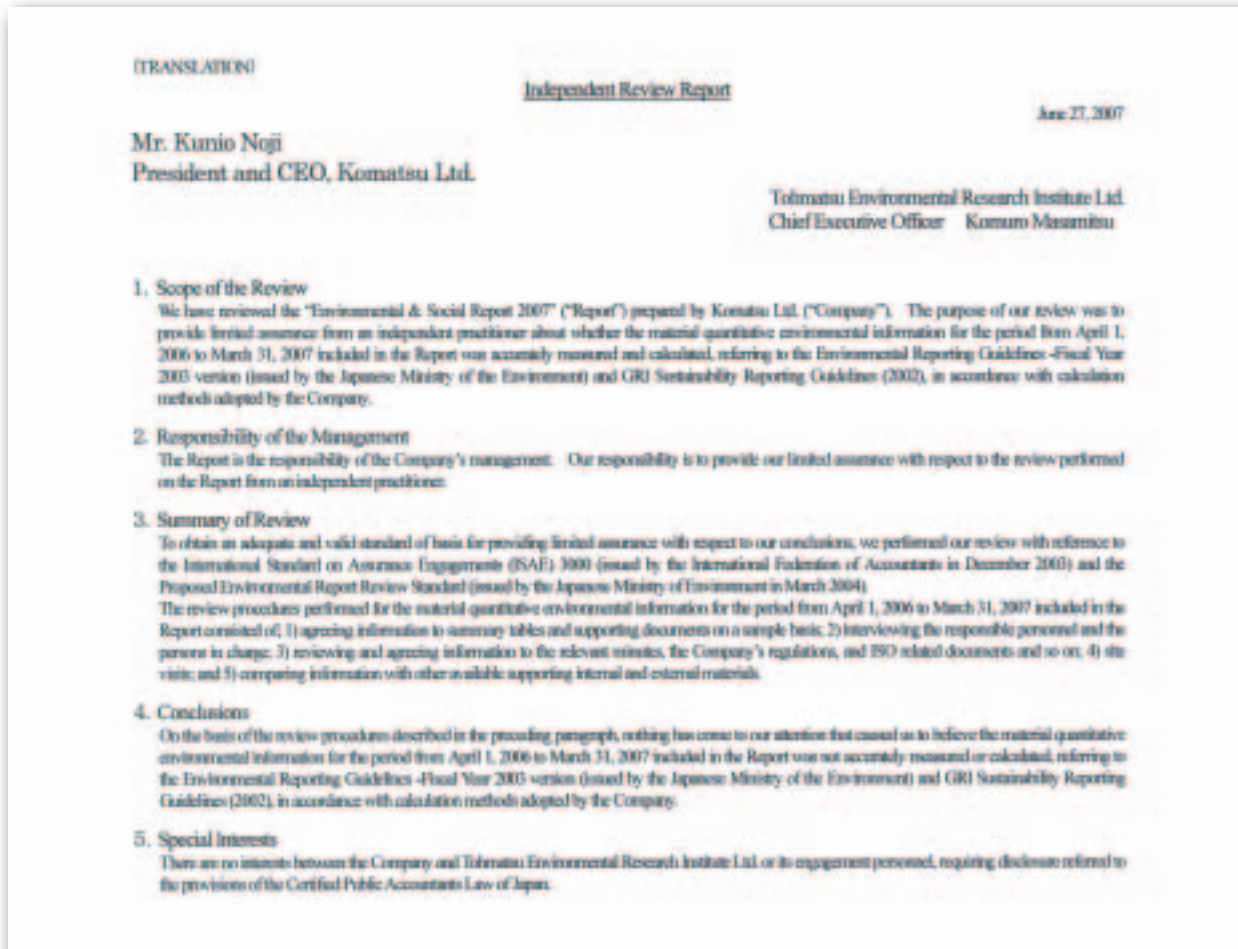 (TRANSLATION)
Independent Review Report
June 27, 2007
Mr. Kunio Noji
President and CEO, Komatsu Ltd.
Tohmatsu Environmental Research Institute Ltd.
Chief Executive Officer Komuro Masamitsu
1. Scope of the Review
We have reviewed the “Environmental & Social Report 2007” (“Report”) prepared by Komatsu Ltd. (“Company”). The purpose of our review was to
provide limited assurance from an independent practitioner about whether the material quantitative environmental information for the period from April 1,
2006 to March 31, 2007 included in the Report was accurately measured and calculated, referring to the Environmental Reporting Guidelines -Fiscal Year
2003 version (issued by the Japanese Ministry of the Environment) and GRI Sustainability Reporting Guidelines (2002), in accordance with calculation
methods adopted by the Company.
2. Responsibility of the Management
The Report is the responsibility of the Company’s management. Our responsibility is to provide our limited assurance with respect to the review performed
on the Report from an independent practitioner.
3. Summary of Review
To obtain an adequate and valid standard of basis for providing limited assurance with respect to our conclusions, we performed our review with reference to
the International Standard on Assurance Engagements (ISAE) 3000 (issued by the International Federation of Accountants in December 2003) and the
Proposed Environmental Report Review Standard (issued by the Japanese Ministry of Environment in March 2004).
The review procedures performed for the material quantitative environmental information for the period from April 1, 2006 to March 31, 2007 included in the
Report consisted of; 1) agreeing information to summary tables and supporting documents on a sample basis; 2) interviewing the responsible personnel and the
persons in charge; 3) reviewing and agreeing information to the relevant minutes, the Company’s regulations, and ISO related documents and so on; 4) site
visits; and 5) comparing information with other available supporting internal and external materials.
4. Conclusions
On the basis of the review procedures described in the preceding paragraph, nothing has come to our attention that caused us to believe the material quantitative
environmental information for the period from April 1, 2006 to March 31, 2007 included in the Report was not accurately measured or calculated, referring to
the Environmental Reporting Guidelines -Fiscal Year 2003 version (issued by the Japanese Ministry of the Environment) and GRI Sustainability Reporting
Guidelines (2002), in accordance with calculation methods adopted by the Company.
5. Special Interests
There are no interests between the Company and Tohmatsu Environmental Research Institute Ltd. or its engagement personnel, requiring disclosure referred to
the provisions of the Certified Public Accountants Law of Japan.